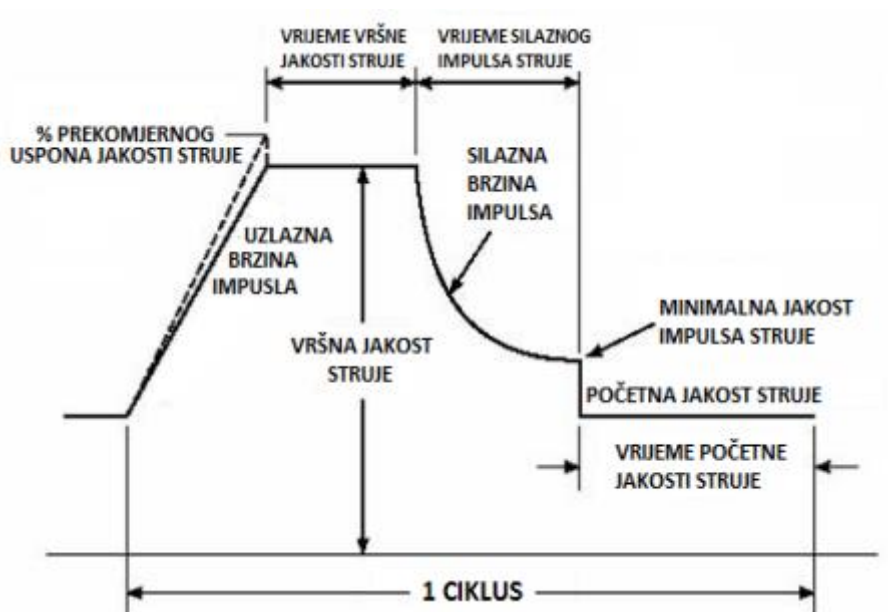 VRIJEME VRŠNE
JAKOSTI STRUJE
VRIJEME SILAZNOG
IMPULSA STRUJE
% PREKOMJERNOG
USPONA JAKOSTI STRUJE
SILAZNA
BRZINA
IMPULSA
UZLAZNA
BRZINA
IMPUSLA
VRŠNA JAKOST
STRUJE
MINIMALNA JAKOST
IMPULSA STRUJE
POČETNA JAKOST STRUJE
VRIJEME POČETNE
JAKOSTI STRUJE
1 CIKLUS